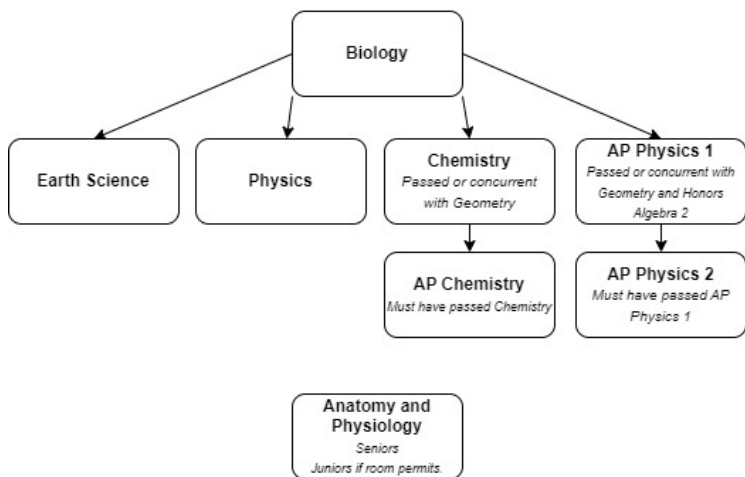 Biology
Earth Science
Physics
Chemistry
Passed or concurrent
with Geometry
AP Physics 1
Passed or concurrent with
Geometry and Honors
Algebra 2
AP Chemistry
Must have passed Chemistry
AP Physics 2
Must have passed AP
Physics 1
Anatomy and
Physiology
Seniors
Juniors if room permits.